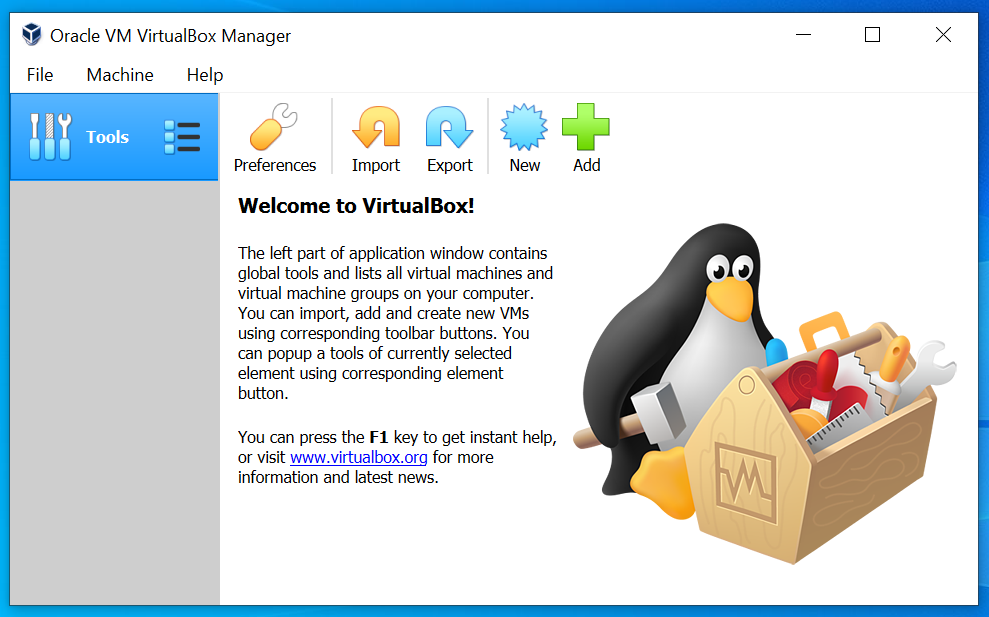 Oracle VM VirtualBox Manager
File Machine Help
Tools
Preferences Import Export New Add
Welcome to VirtualBox!
The left part of application window contains
global tools and lists all virtual machines and
virtual machine groups on your computer.
You can import, add and create new VMs
using corresponding toolbar buttons. You
can popup a tools of currently selected
element using corresponding element
button.
You can press the F1 key to get instant help,
or visit www.virtualbox.org for more
information and latest news.